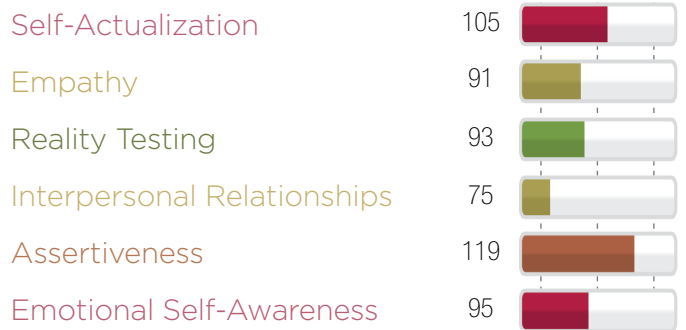 Self-Actualization 105
Empathy 91
Reality Testing 93
Interpersonal Relationships 75
Assertiveness 119
Emotional Self-Awareness 95